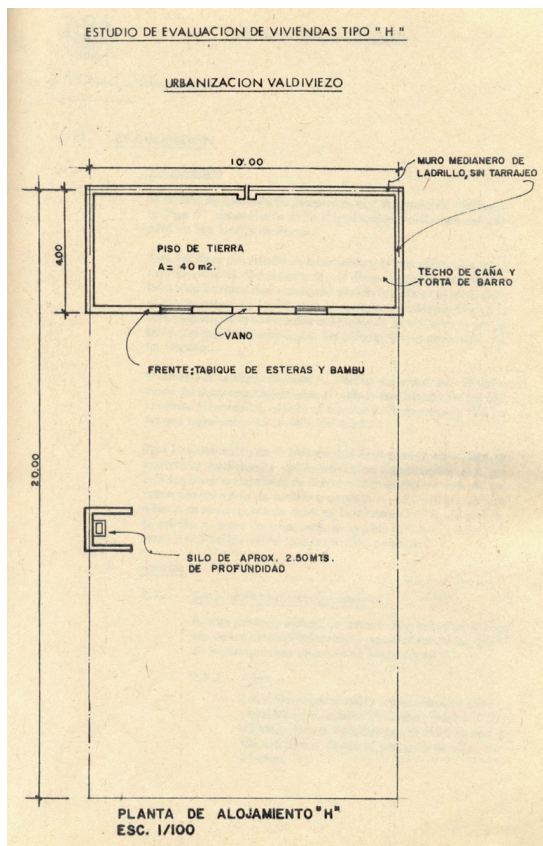 ESTUDIO DE EVALUACION DE VIVIENDAS TIPO "H"
URBANIZACION VALDIVIEZO
10.00
MURO MEDIANERO DE
LADRILLO, SIN TARRAJEO
4.00
PISO DE TIERRA
A= 40 m2.
TECHO DE CAÑA Y
TORTA DE BARRO
VANO
FRENTE: TABIQUE DE ESTERAS Y BAMBU
20.00
SILO DE APROX. 2.50MTS.
DE PROFUNDIDAD
PLANTA DE ALOJAMIENTO "H"
ESC. 1/100